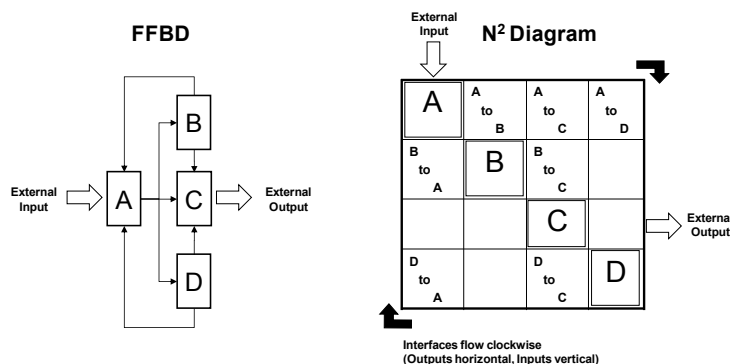 FFBD
B
External
Input
A
C
External
Output
D
External
Input
N² Diagram
A
A
to
B
A
to
C
A
to
D
B
to
A
B
B
to
C
C
External
Output
D
to
A
D
to
C
D
Interfaces flow clockwise
(Outputs horizontal, Inputs vertical)